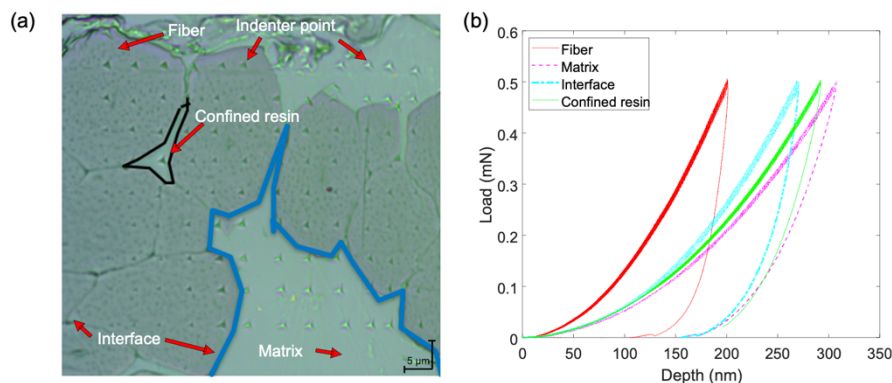 (a)
Fiber
Indenter point
Confined resin
Interface
Matrix
5 μm
(b)
0.6
0.5
0.4
0.3
0.2
0.1
0
Load (mN)
Fiber
Matrix
Interface
Confined resin
0 50 100 150 200 250 300 350
Depth (nm)